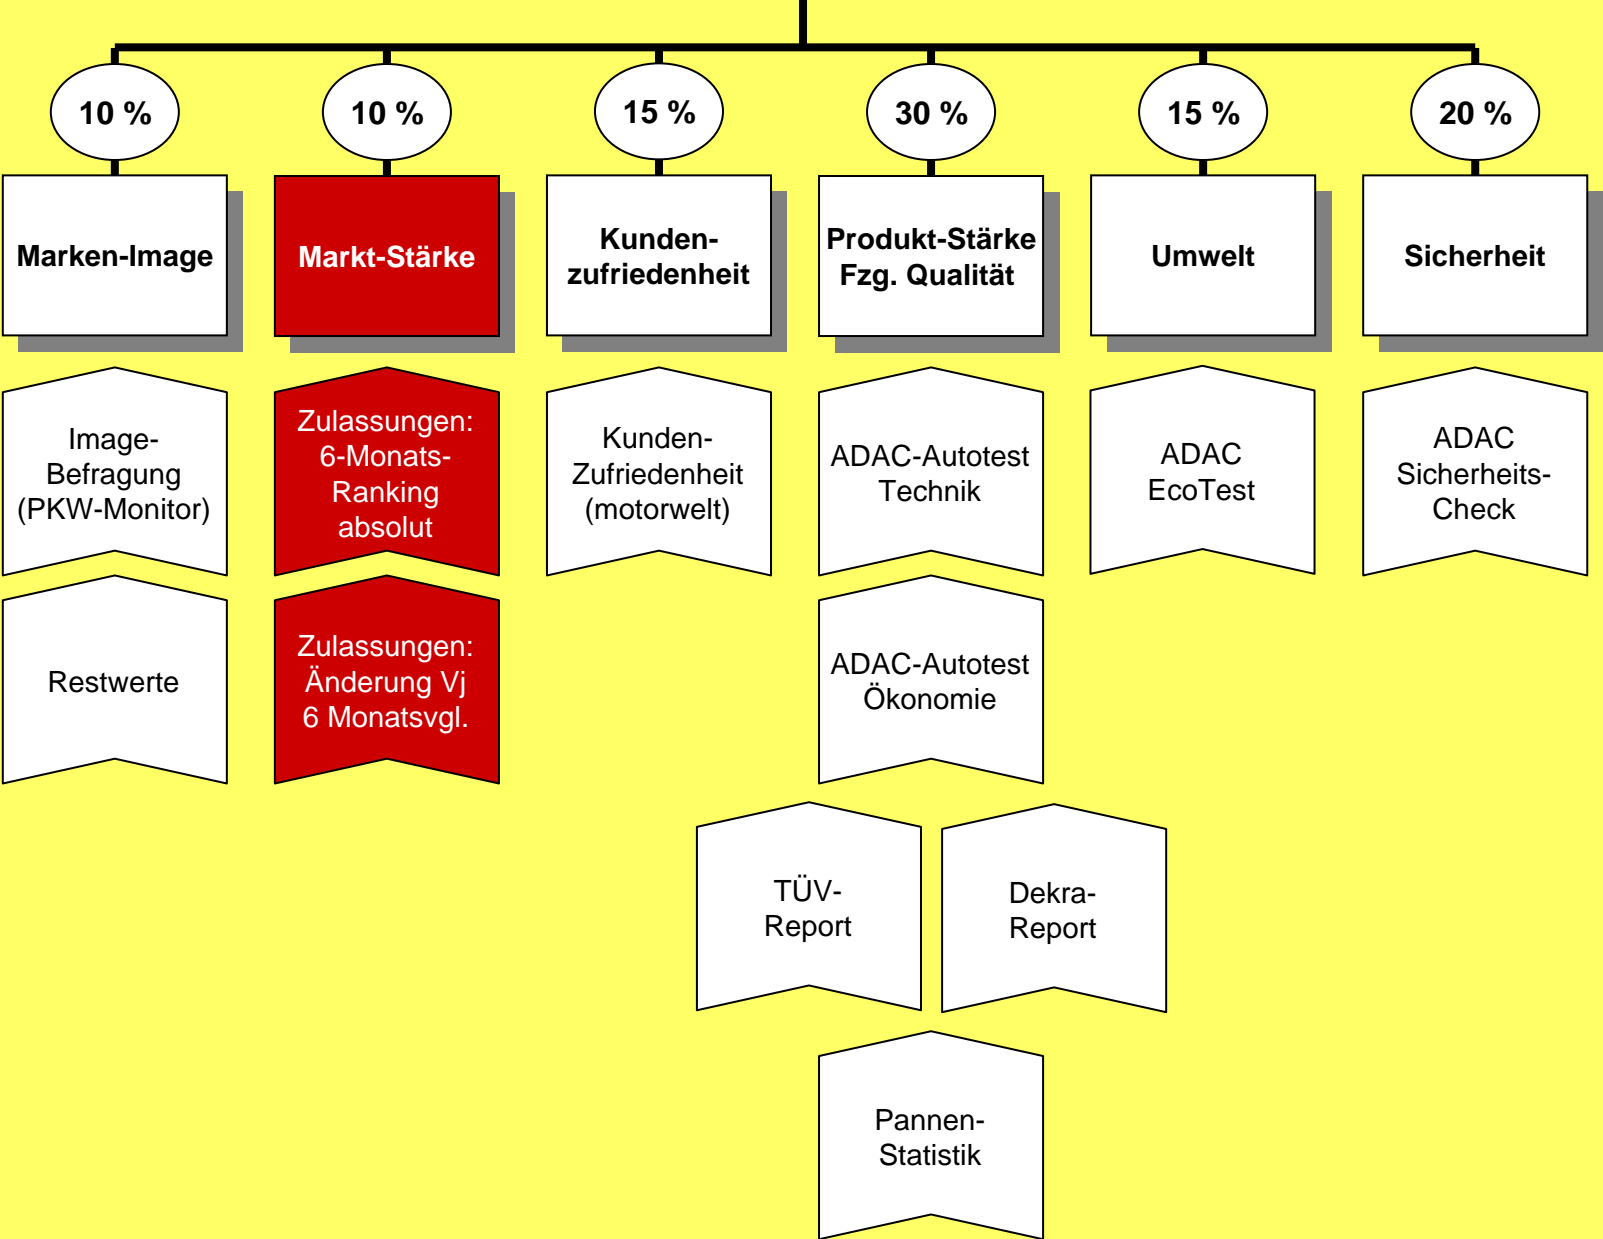 10 %
10 %
15 %
30 %
15 %
20 %
Marken-Image
Markt-Stärke
Kunden-
zufriedenheit
Produkt-Stärke
Fzg. Qualität
Umwelt
Sicherheit
Image-
Befragung
(PKW-Monitor)
Zulassungen:
6-Monats-
Ranking
absolut
Kunden-
Zufriedenheit
(motorwelt)
ADAC-Autotest
Technik
ADAC
EcoTest
ADAC
Sicherheits-
Check
Restwerte
Zulassungen:
Änderung Vj
6 Monatsvgl.
ADAC-Autotest
Ökonomie
TÜV-
Report
Dekra-
Report
Pannen-
Statistik